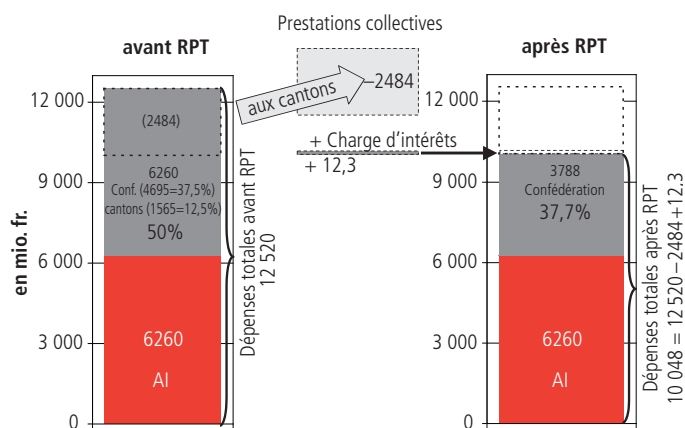 Prestations collectives
avant RPT
après RPT
en mio. fr.
12 000
9 000
6 000
3 000
0
(2484)
6260
Conf. (4695=37,5%)
cantons (1565=12,5%)
50%
6260
AI
Dépenses totales avant RPT
12 520
aux cantons
–2484
+ Charge d’intérêts
+ 12,3
12 000
9 000
6 000
3 000
0
3788
Confédération
37,7%
6260
AI
Dépenses totales après RPT
10 048 = 12 520–2484+12.3